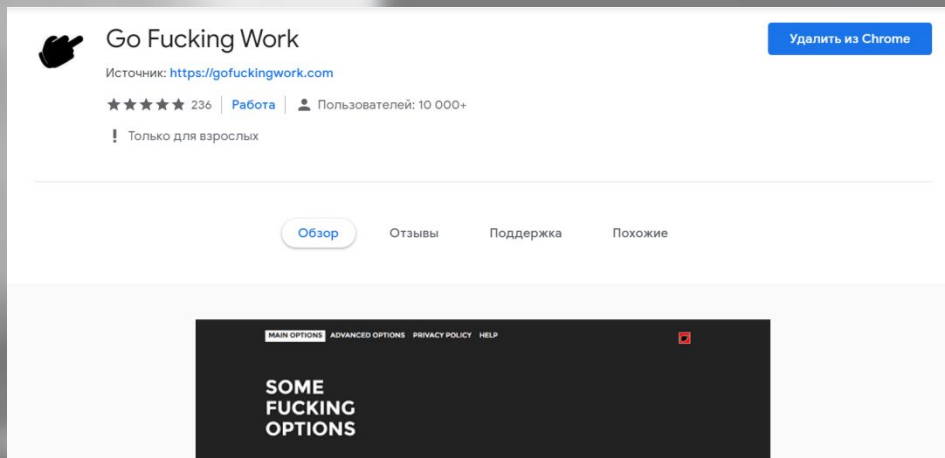 Go Fucking Work
Удалить из Chrome
Источник: https://gofuckingwork.com
236 Работа Пользователей: 10 000+
! Только для взрослых
Обзор Отзывы Поддержка Похожие
MAIN OPTIONS ADVANCED OPTIONS PRIVACY POLICY HELP
SOME
FUCKING
OPTIONS